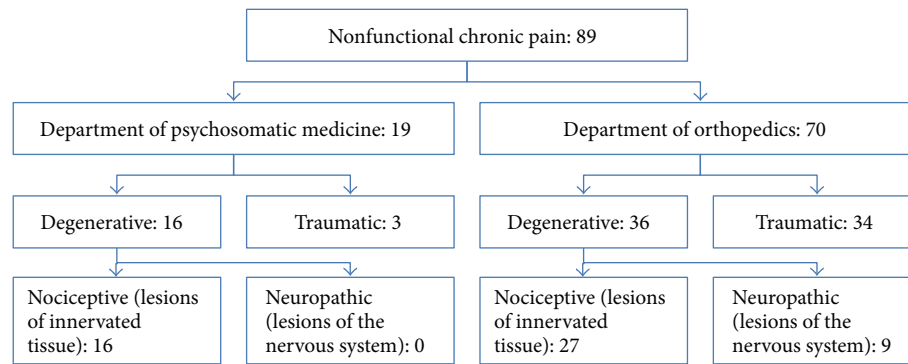 Nonfunctional chronic pain: 89
Department of psychosomatic medicine: 19
Department of orthopedics: 70
Degenerative: 16
Traumatic: 3
Degenerative: 36
Traumatic: 34
Nociceptive (lesions
of innervated
tissue): 16
Neuropathic
(lesions of the
nervous system): 0
Nociceptive (lesions
of innervated
tissue): 27
Neuropathic
(lesions of the
nervous system): 9